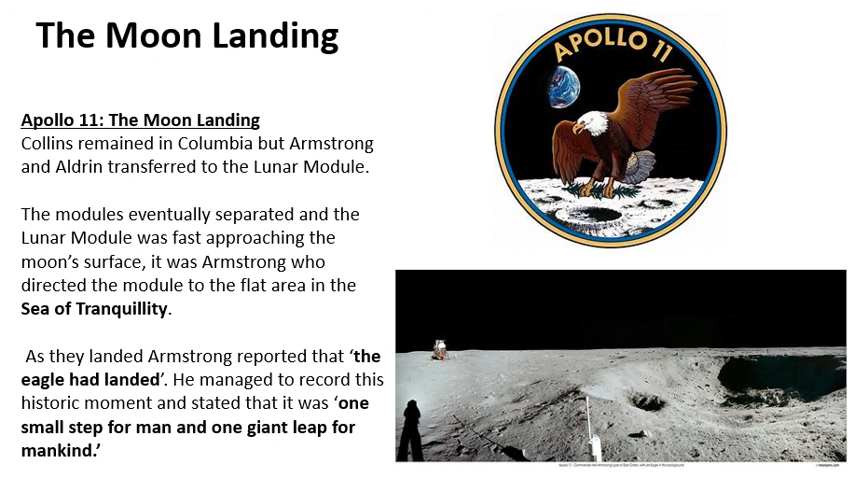 The Moon Landing
APOLLO 11
Apollo 11: The Moon Landing
Collins remained in Columbia but Armstrong
and Aldrin transferred to the Lunar Module.
The modules eventually separated and the
Lunar Module was fast approaching the
moon’s surface, it was Armstrong who
directed the module to the flat area in the
Sea of Tranquillity.
As they landed Armstrong reported that ‘the
eagle had landed’. He managed to record this
historic moment and stated that it was ‘one
small step for man and one giant leap for
mankind.’